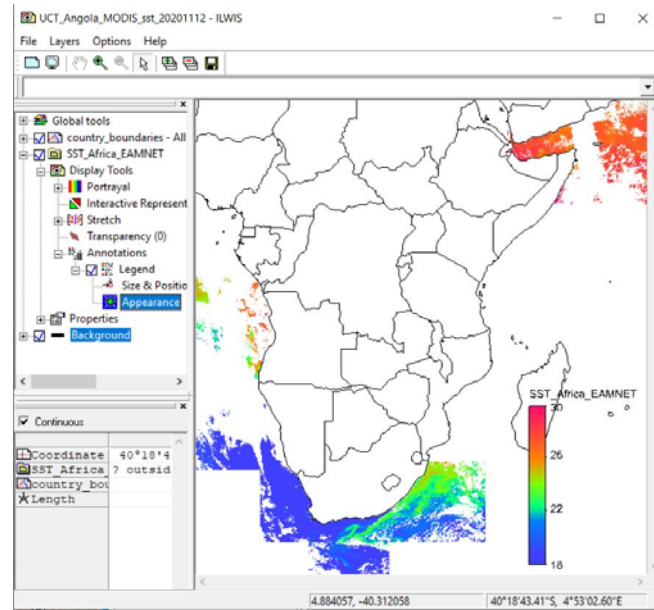 UCT_Angola_MODIS_sst_20201112 - ILWIS
File Layers Options Help
Global tools
country_boundaries - All
SST_Africa_EAMNET
Display Tools
Portrayal
Interactive Represent
Stretch
Transparency (0)
Annotations
Legend
Size & Positio
Appearance
Properties
Background
SST_Africa_EAMNET
30
26
22
18
Continuous
Coordinate 40°18'4
SST_Africa_ ? outsid
country_bou
Length
4.884057, -40.312058 40°18'43.41"S, 4°53'02.60"E